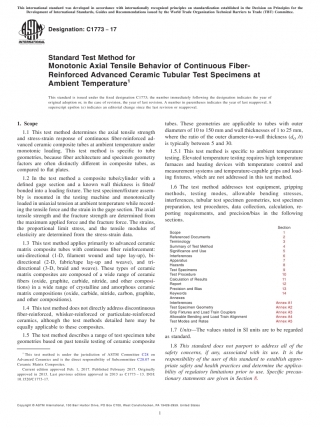 This international standard was developed in accordance with internationally recognized principles on standardization established in the Decision on Principles for the
Development of International Standards, Guides and Recommendations issued by the World Trade Organization Technical Barriers to Trade (TBT) Committee.
Designation: C1773 − 17
Standard Test Method for
Monotonic Axial Tensile Behavior of Continuous Fiber-
Reinforced Advanced Ceramic Tubular Test Specimens at
Ambient Temperature¹
This standard is issued under the fixed designation C1773; the number immediately following the designation indicates the year of
original adoption or, in the case of revision, the year of last revision. A number in parentheses indicates the year of last reapproval. A
superscript epsilon (ε) indicates an editorial change since the last revision or reapproval.
1. Scope
1.1 This test method determines the axial tensile strength
and stress-strain response of continuous fiber-reinforced ad-
vanced ceramic composite tubes at ambient temperature under
monotonic loading. This test method is specific to tube
geometries, because fiber architecture and specimen geometry
factors are often distinctly different in composite tubes, as
compared to flat plates.
1.2 In the test method a composite tube/cylinder with a
defined gage section and a known wall thickness is fitted/
bonded into a loading fixture. The test specimen/fixture assem-
bly is mounted in the testing machine and monotonically
loaded in uniaxial tension at ambient temperature while record-
ing the tensile force and the strain in the gage section. The axial
tensile strength and the fracture strength are determined from
the maximum applied force and the fracture force. The strains,
the proportional limit stress, and the tensile modulus of
elasticity are determined from the stress-strain data.
1.3 This test method applies primarily to advanced ceramic
matrix composite tubes with continuous fiber reinforcement:
uni-directional (1-D, filament wound and tape lay-up), bi-
directional (2-D, fabric/tape lay-up and weave), and tri-
directional (3-D, braid and weave). These types of ceramic
matrix composites are composed of a wide range of ceramic
fibers (oxide, graphite, carbide, nitride, and other composi-
tions) in a wide range of crystalline and amorphous ceramic
matrix compositions (oxide, carbide, nitride, carbon, graphite,
and other compositions).
1.4 This test method does not directly address discontinuous
fiber-reinforced, whisker-reinforced or particulate-reinforced
ceramics, although the test methods detailed here may be
equally applicable to these composites.
1.5 The test method describes a range of test specimen tube
geometries based on past tensile testing of ceramic composite
¹ This test method is under the jurisdiction of ASTM Committee C28 on
Advanced Ceramics and is the direct responsibility of Subcommittee C28.07 on
Ceramic Matrix Composites.
Current edition approved Feb. 1, 2017. Published February 2017. Originally
approved in 2013. Last previous edition approved in 2013 as C1773 – 13. DOI:
10.1520/C1773-17.
tubes. These geometries are applicable to tubes with outer
diameters of 10 to 150 mm and wall thicknesses of 1 to 25 mm,
where the ratio of the outer diameter-to-wall thickness (dₒ/t)
is typically between 5 and 30.
1.5.1 This test method is specific to ambient temperature
testing. Elevated temperature testing requires high temperature
furnaces and heating devices with temperature control and
measurement systems and temperature-capable grips and load-
ing fixtures, which are not addressed in this test method.
1.6 The test method addresses test equipment, gripping
methods, testing modes, allowable bending stresses,
interferences, tubular test specimen geometries, test specimen
preparation, test procedures, data collection, calculation, re-
porting requirements, and precision/bias in the following
sections.
Section
Scope 1
Referenced Documents 2
Terminology 3
Summary of Test Method 4
Significance and Use 5
Interferences 6
Apparatus 7
Hazards 8
Test Specimens 9
Test Procedure 10
Calculation of Results 11
Report 12
Precision and Bias 13
Keywords 14
Annexes
Interferences Annex A1
Test Specimen Geometry Annex A2
Grip Fixtures and Load Train Couplers Annex A3
Allowable Bending and Load Train Alignment Annex A4
Test Modes and Rates Annex A5
1.7 Units—The values stated in SI units are to be regarded
as standard.
1.8 This standard does not purport to address all of the
safety concerns, if any, associated with its use. It is the
responsibility of the user of this standard to establish appro-
priate safety and health practices and determine the applica-
bility of regulatory limitations prior to use. Specific precau-
tionary statements are given in Section 8.
Copyright © ASTM International, 100 Barr Harbor Drive, PO Box C700, West Conshohocken, PA 19428-2959. United States
1